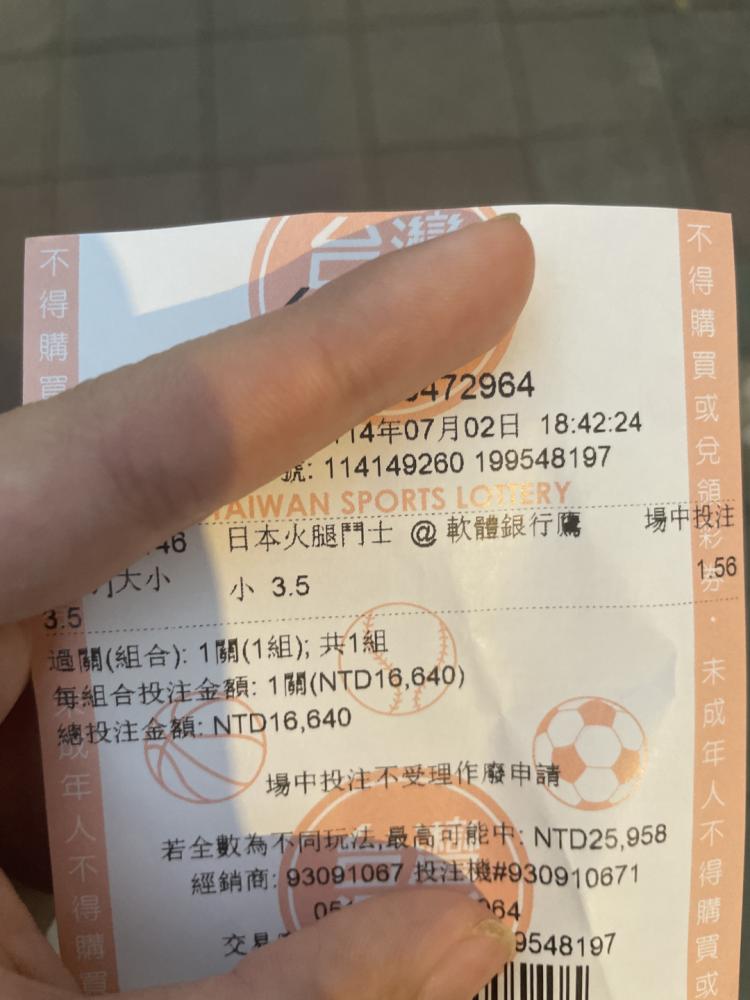 台灣
472964
114年07月02日 18:42:24
號: 114149260 199548197
TAIWAN SPORTS LOTTERY
46 日本火腿鬥士 @ 軟體銀行鷹 場中投注
大小 小 3.5 1.56
3.5
過關(組合): 1關(1組); 共1組
每組合投注金額: 1關(NTD16,640)
總投注金額: NTD16,640
場中投注不受理作廢申請
若全數為不同玩法,最高可能中: NTD25,958
經銷商: 93091067 投注機#930910671
05 064
交易 9548197
不得購買
年人不得購買
不得購買或兌領彩券．未成年人不得購買或